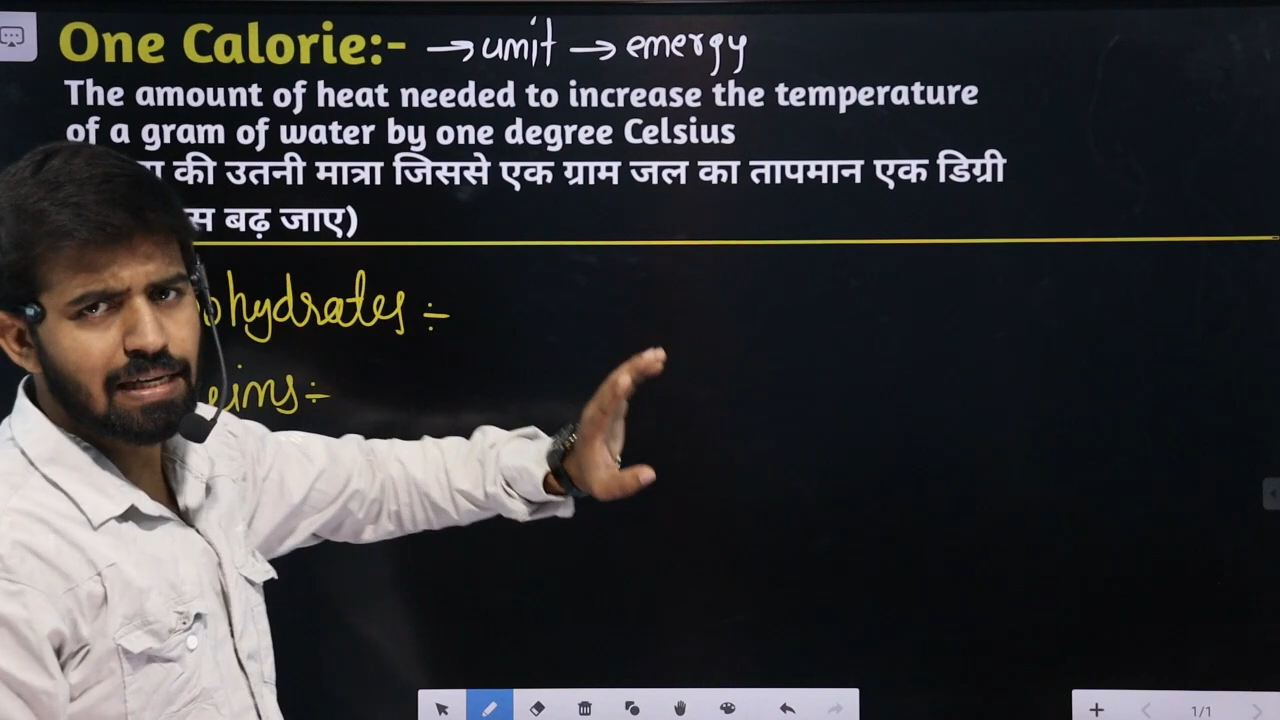 One Calorie:- → unit → energy
The amount of heat needed to increase the temperature
of a gram of water by one degree Celsius
की उतनी मात्रा जिससे एक ग्राम जल का तापमान एक डिग्री
बढ़ जाए)
hydrates :-
1/1